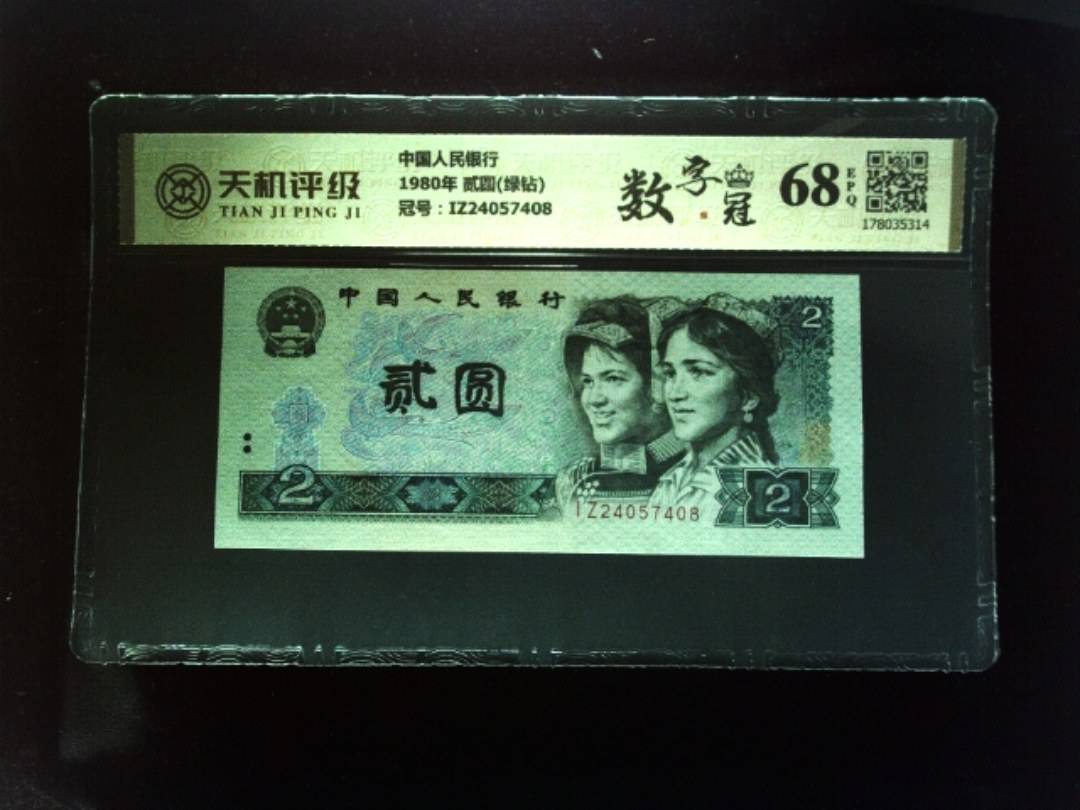 天机评级
TIAN JI PING JI
中国人民银行
1980年 贰圆(绿钻)
冠号：IZ24057408
数字冠
68
EPQ
178035314
中国人民银行
2
贰圆
2
2
IZ24057408